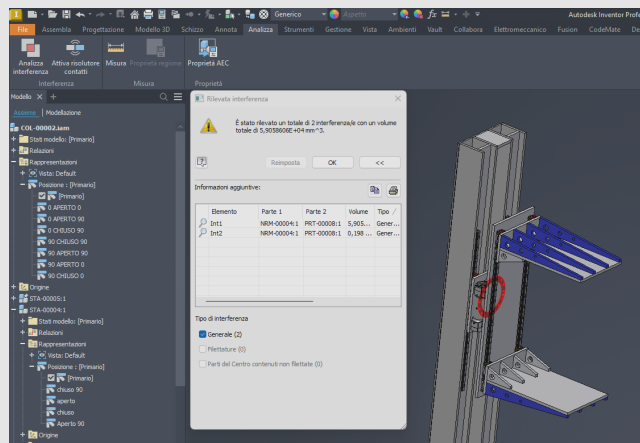 Generico
Aspetto
Autodesk Inventor Profe
File Assembla Progettazione Modello 3D Schizzo Annota Analizza Strumenti Gestione Vista Ambienti Vault Collabora Elettromeccanico Fusion CodeMate De
Analizza interferenza
Attiva risolutore contatti
Misura
Proprietà regione
Proprietà AEC
Interferenza
Misura
Proprietà
Modello
Assieme | Modellazione
COL-00002.iam
Stati modello: [Primario]
Relazioni
Rappresentazioni
Vista: Default
Posizione : [Primario]
[Primario]
0 APERTO 0
0 APERTO 90
0 CHIUSO 90
90 CHIUSO 90
90 APERTO 90
90 APERTO 0
90 CHIUSO 0
Origine
STA-00005:1
STA-00004:1
Stati modello: [Primario]
Relazioni
Rappresentazioni
Vista: Default
Posizione : [Primario]
[Primario]
chiuso 90
aperto
chiuso
Aperto 90
Origine
Rilevata interferenza
È stato rilevato un totale di 2 interferenza/e con un volume
totale di 5,9058606E+04 mm^3.
Reimposta OK <<
Informazioni aggiuntive:
Elemento Parte 1 Parte 2 Volume Tipo
Int1 NRM-00004:1 PRT-00008:1 5,905... Gener...
Int2 NRM-00004:1 PRT-00008:1 0,198 ... Gener...
Tipo di interferenza
Generale (2)
Filettature (0)
Parti del Centro contenuti non filettate (0)